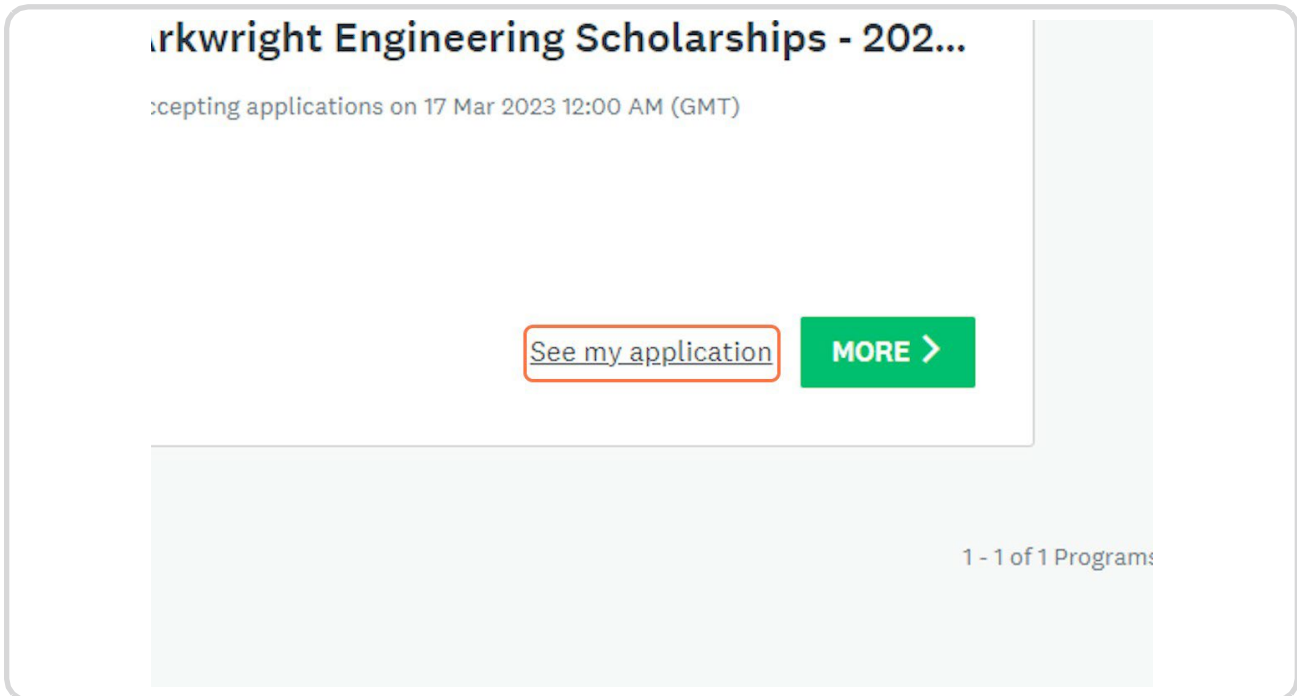 Arkwright Engineering Scholarships - 202...
ccepting applications on 17 Mar 2023 12:00 AM (GMT)
See my application
MORE
1 - 1 of 1 Programs